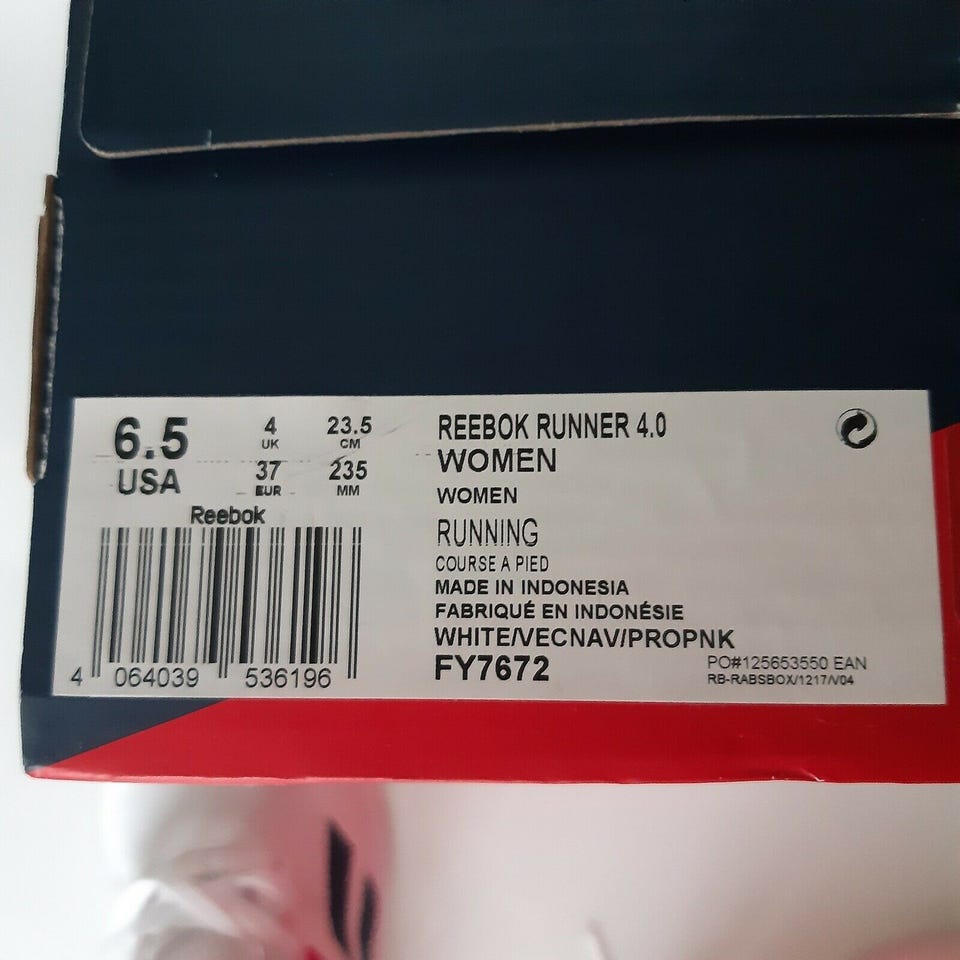 6.5
USA
4
UK
23.5
CM
37
EUR
235
MM
Reebok
4 064039 536196
REEBOK RUNNER 4.0
WOMEN
WOMEN
RUNNING
COURSE A PIED
MADE IN INDONESIA
FABRIQUÉ EN INDONÉSIE
WHITE/VECNAV/PROPNK
FY7672
PO#125653550 EAN
RB-RABSBOX/1217/V04